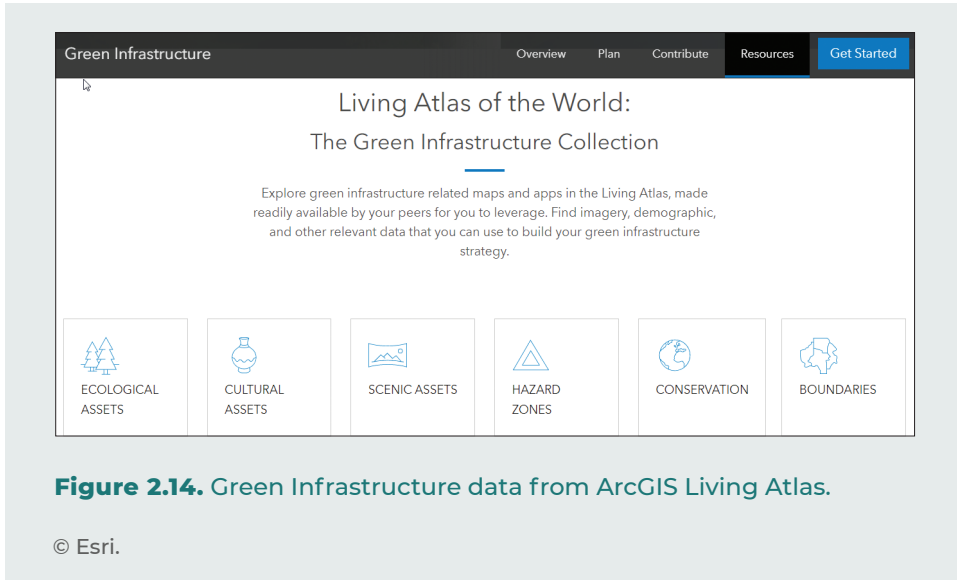 Green Infrastructure
Overview Plan Contribute Resources Get Started
Living Atlas of the World:
The Green Infrastructure Collection
Explore green infrastructure related maps and apps in the Living Atlas, made
readily available by your peers for you to leverage. Find imagery, demographic,
and other relevant data that you can use to build your green infrastructure
strategy.
ECOLOGICAL
ASSETS
CULTURAL
ASSETS
SCENIC ASSETS
HAZARD
ZONES
CONSERVATION
BOUNDARIES
Figure 2.14. Green Infrastructure data from ArcGIS Living Atlas.
© Esri.